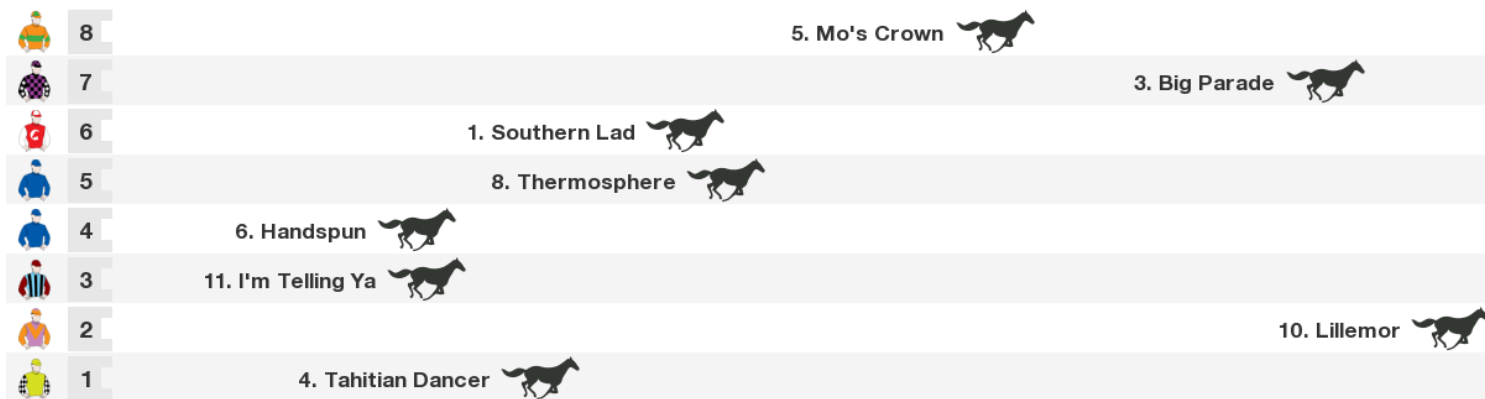 8 5. Mo's Crown
7 3. Big Parade
6 1. Southern Lad
5 8. Thermosphere
4 6. Handspun
3 11. I'm Telling Ya
2 10. Lillemor
1 4. Tahitian Dancer